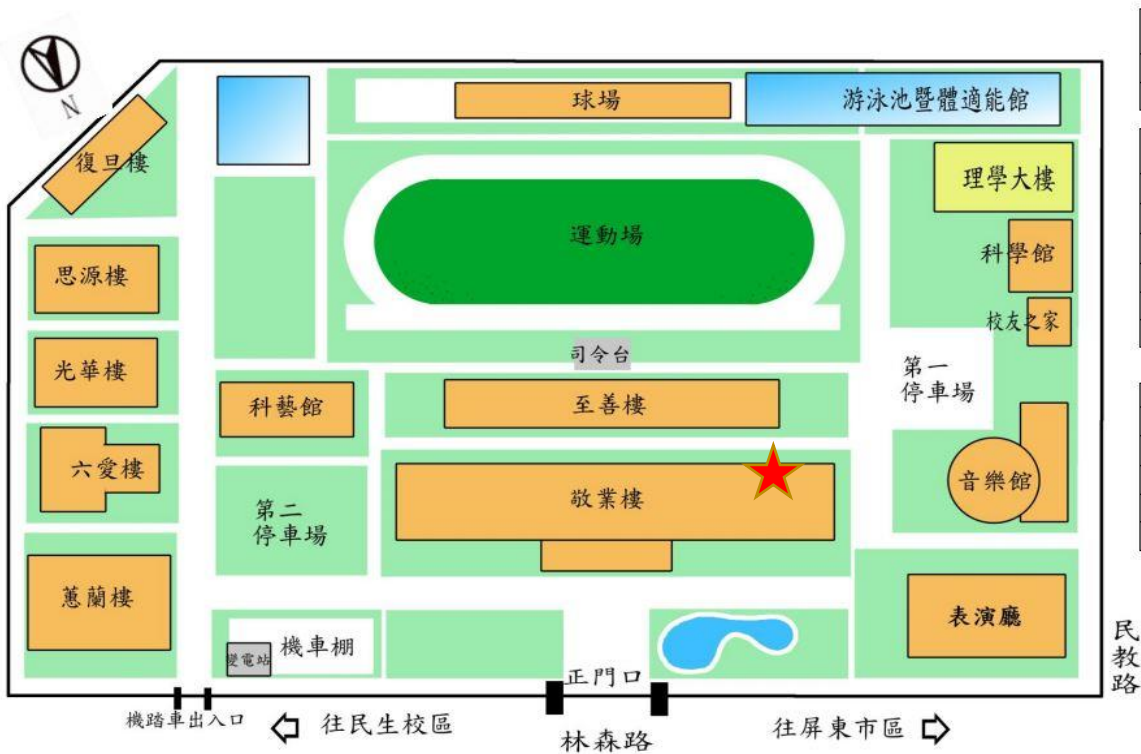 N
球場
游泳池暨體適能館
復旦樓
理學大樓
運動場
科學館
思源樓
校友之家
司令台
光華樓
第一
停車場
科藝館
至善樓
六愛樓
音樂館
敬業樓
第二
停車場
蕙蘭樓
表演廳
機車棚
變電站
正門口
民教路
機踏車出入口
往民生校區
林森路
往屏東市區